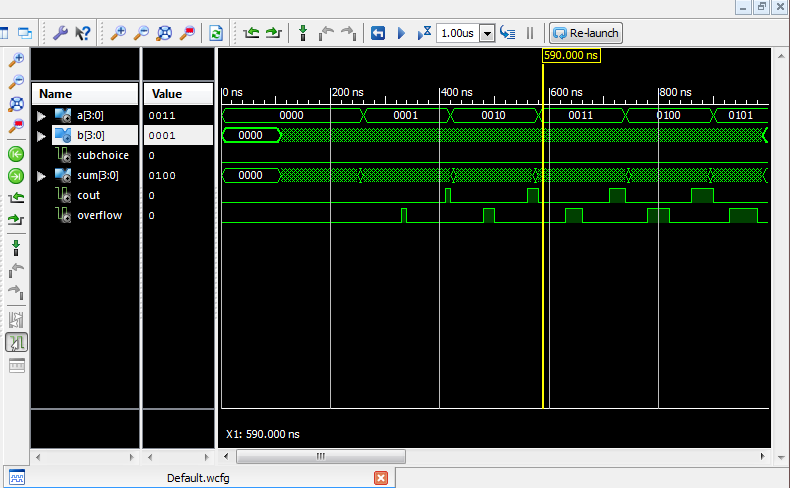 1.00us
Re-launch
590.000 ns
Name
Value
0 ns
200 ns
400 ns
600 ns
800 ns
a[3:0]
0011
0000
0001
0010
0011
0100
0101
b[3:0]
0001
0000
subchoice
0
sum[3:0]
0100
0000
cout
0
overflow
0
X1: 590.000 ns
Default.wcfg